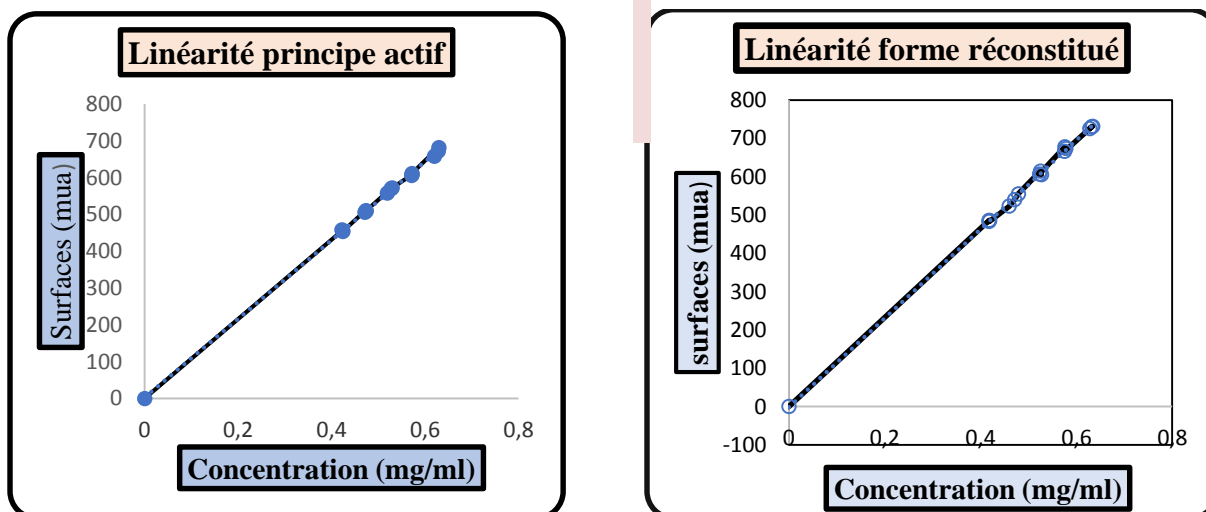 Linéarité principe actif
800
700
600
500
400
300
200
100
0
0 0,2 0,4 0,6 0,8
Surfaces (mua)
Concentration (mg/ml)
Linéarité forme réconstitué
800
700
600
500
400
300
200
100
0
-100
0 0,2 0,4 0,6 0,8
surfaces (mua)
Concentration (mg/ml)